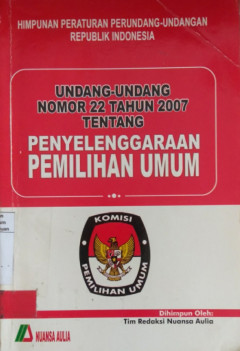 HIMPUNAN PERATURAN PERUNDANG-UNDANGAN
REPUBLIK INDONESIA
UNDANG-UNDANG
NOMOR 22 TAHUN 2007
TENTANG
PENYELENGGARAAN
PEMILIHAN UMUM
KOMISI
PEMILIHAN UMUM
Dihimpun Oleh:
Tim Redaksi Nuansa Aulia
NUANSA AULIA